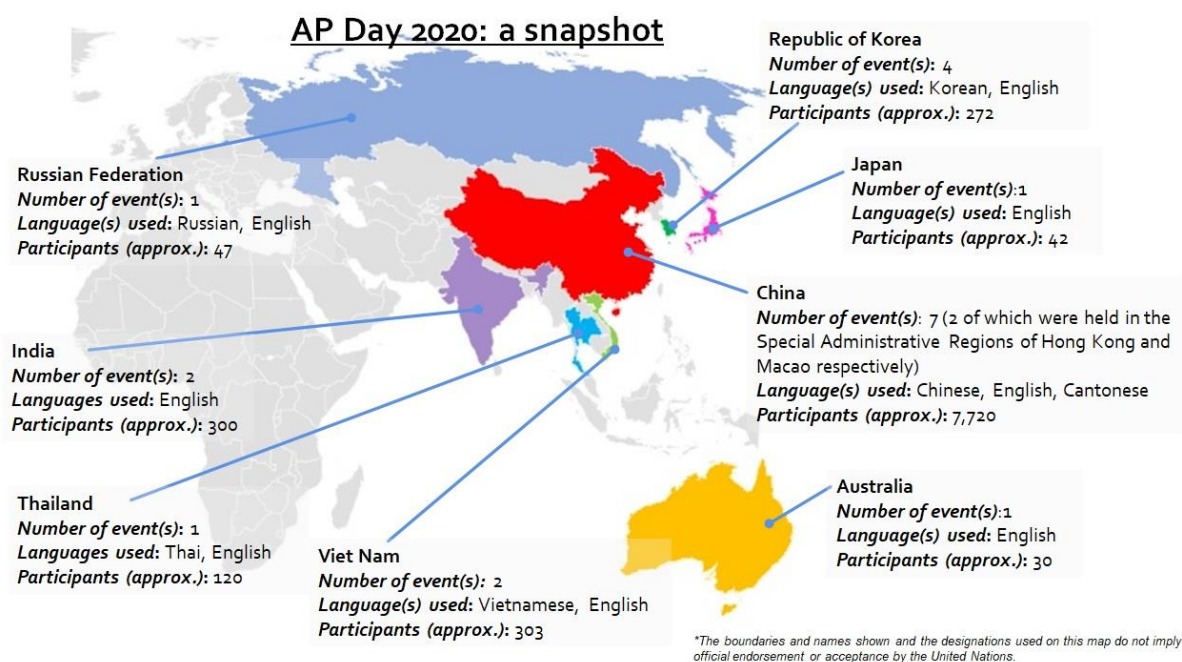 AP Day 2020: a snapshot
Republic of Korea
Number of event(s): 4
Language(s) used: Korean, English
Participants (approx.): 272
Japan
Number of event(s):1
Language(s) used: English
Participants (approx.): 42
Russian Federation
Number of event(s): 1
Language(s) used: Russian, English
Participants (approx.): 47
China
Number of event(s): 7 (2 of which were held in the
Special Administrative Regions of Hong Kong and
Macao respectively)
Language(s) used: Chinese, English, Cantonese
Participants (approx.): 7,720
India
Number of event(s): 2
Languages used: English
Participants (approx.): 300
Thailand
Number of event(s): 1
Languages used: Thai, English
Participants (approx.): 120
Viet Nam
Number of event(s): 2
Language(s) used: Vietnamese, English
Participants (approx.): 303
Australia
Number of event(s):1
Language(s) used: English
Participants (approx.): 30
*The boundaries and names shown and the designations used on this map do not imply
official endorsement or acceptance by the United Nations.